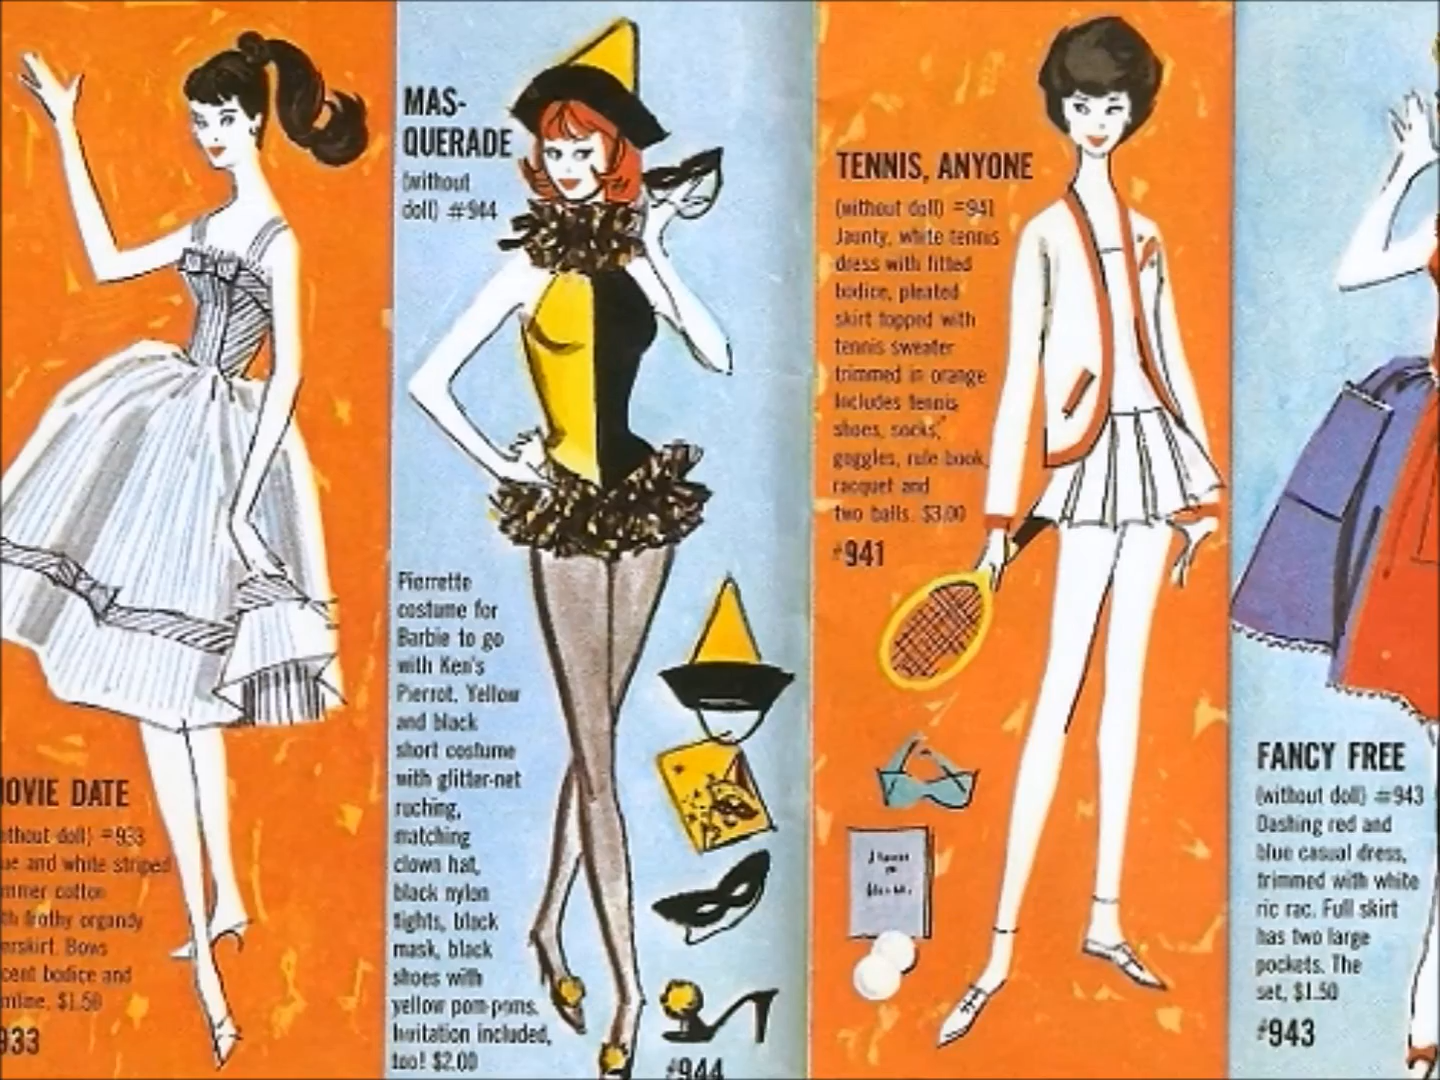 OVIE DATE
thout doll) #933
ue and white striped
mmer cotton
th frothy organdy
erskirt. Bows
cent bodice and
mline. $1.50
933
MAS-
QUERADE
(without
doll) #944
Pierrette
costume for
Barbie to go
with Ken's
Pierrot. Yellow
and black
short costume
with glitter-net
ruching,
matching
clown hat,
black nylon
tights, black
mask, black
shoes with
yellow pom-poms.
Invitation included,
too! $2.00
#944
TENNIS, ANYONE
(without doll) #941
Jaunty, white tennis
dress with fitted
bodice, pleated
skirt topped with
tennis sweater
trimmed in orange
Includes tennis
shoes, socks,
goggles, rule book,
racquet and
two balls. $3.00
#941
FANCY FREE
(without doll) #943
Dashing red and
blue casual dress,
trimmed with white
ric rac. Full skirt
has two large
pockets. The
set, $1.50
#943